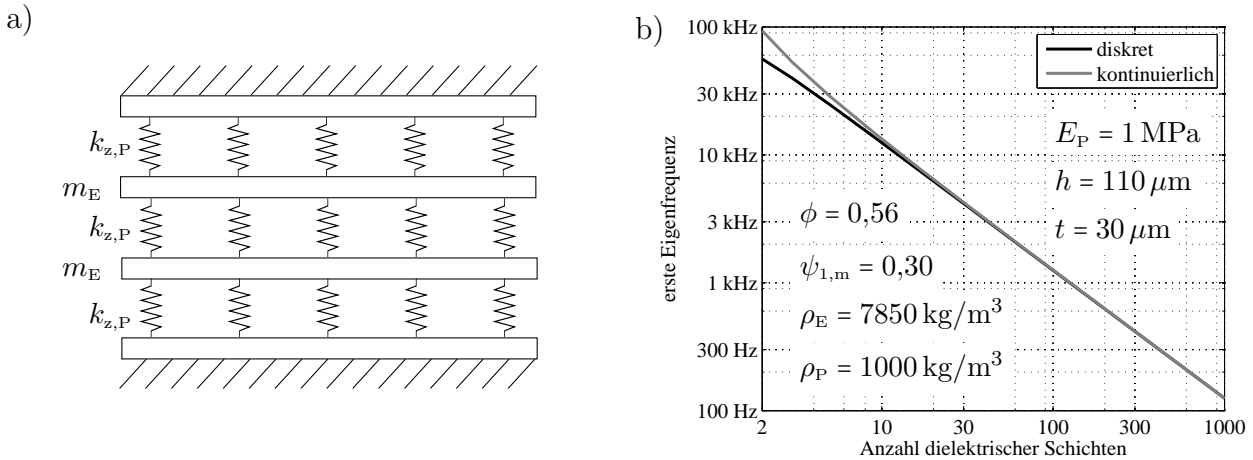 a)
k_z,P
m_E
k_z,P
m_E
k_z,P
b)
100 kHz
30 kHz
10 kHz
3 kHz
1 kHz
300 Hz
100 Hz
erste Eigenfrequenz
diskret
kontinuierlich
E_P = 1 MPa
h = 110 μm
t = 30 μm
ϕ = 0,56
ψ_1,m = 0,30
ρ_E = 7850 kg/m³
ρ_P = 1000 kg/m³
2 10 30 100 300 1000
Anzahl dielektrischer Schichten